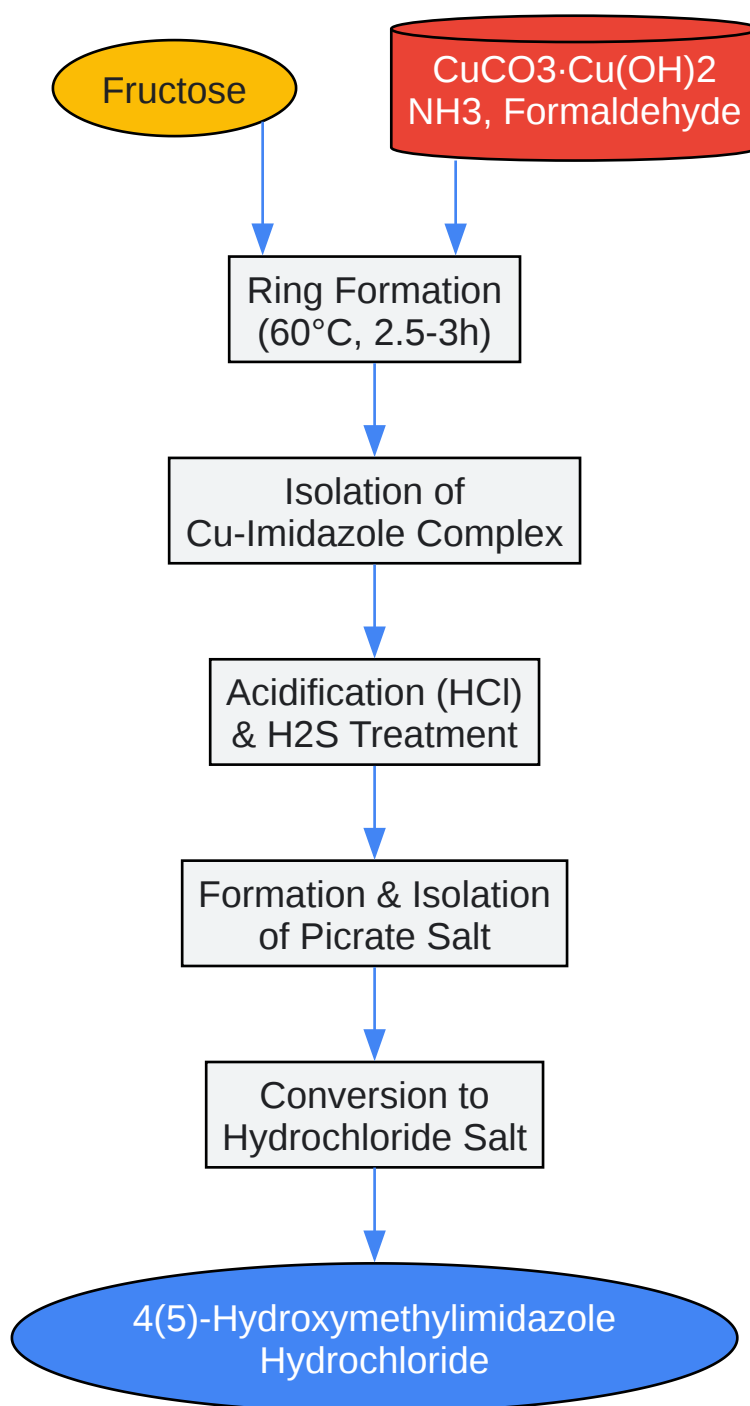 Fructose
CuCO3·Cu(OH)2
NH3, Formaldehyde
Ring Formation
(60°C, 2.5-3h)
Isolation of
Cu-Imidazole Complex
Acidification (HCl)
& H2S Treatment
Formation & Isolation
of Picrate Salt
Conversion to
Hydrochloride Salt
4(5)-Hydroxymethylimidazole
Hydrochloride